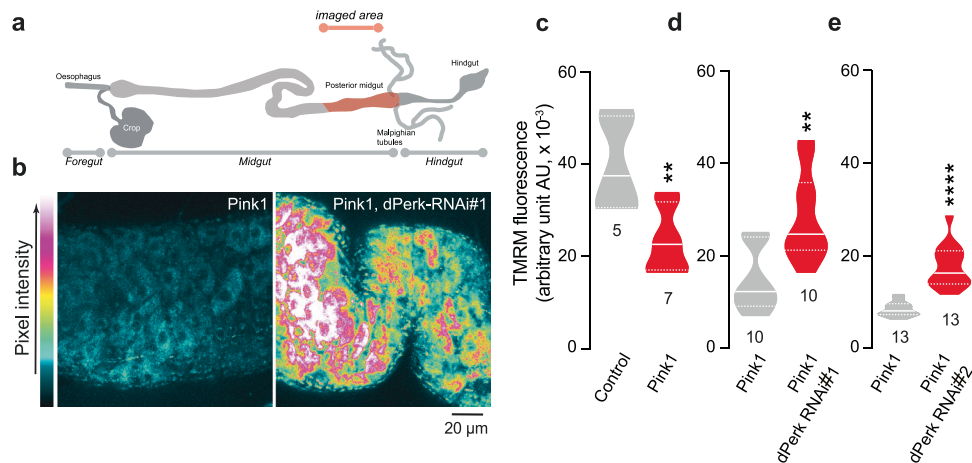 a
imaged area
Oesophagus
Crop
Posterior midgut
Malpighian
tubules
Hindgut
Foregut
Midgut
Hindgut
b
Pixel intensity
Pink1
Pink1, dPerk-RNAi#1
20 µm
c
TMRM fluorescence
(arbitrary unit AU, x 10⁻³)
60
40
20
0
5
**
7
Control
Pink1
d
60
40
20
0
10
**
10
Pink1
Pink1
dPerk RNAi#1
e
60
40
20
0
13
****
13
Pink1
Pink1
dPerk RNAi#2